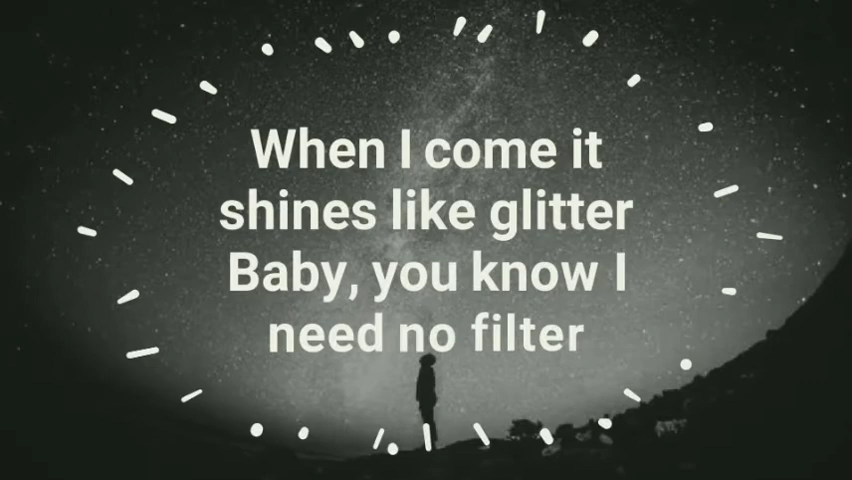 When I come it
shines like glitter
Baby, you know I
need no filter